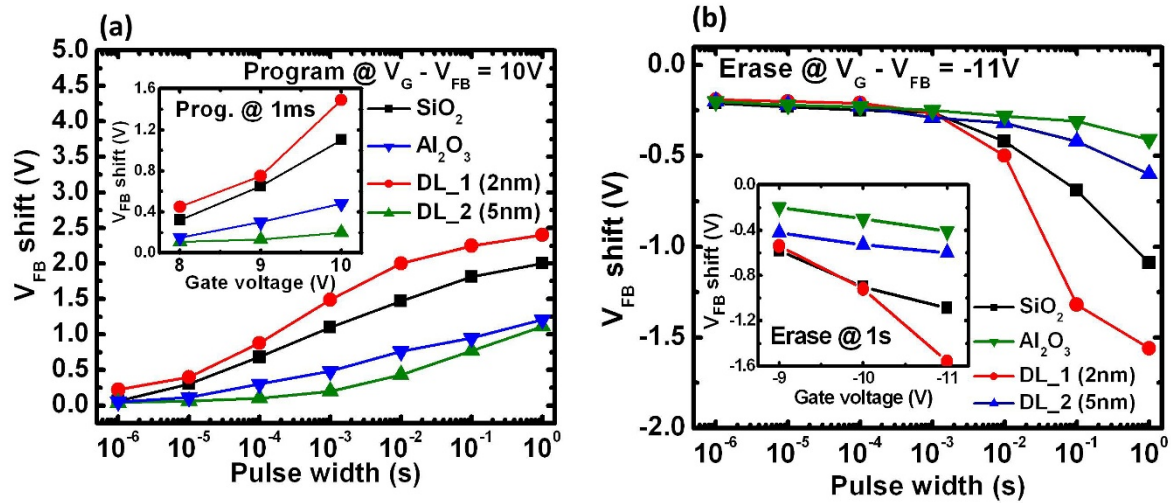 (a)
Program @ V_G - V_FB = 10V
SiO₂
Al₂O₃
DL_1 (2nm)
DL_2 (5nm)
V_FB shift (V)
5.0
4.5
4.0
3.5
3.0
2.5
2.0
1.5
1.0
0.5
0.0
10⁻⁶ 10⁻⁵ 10⁻⁴ 10⁻³ 10⁻² 10⁻¹ 10⁰
Pulse width (s)
Prog. @ 1ms
V_FB shift (V)
1.6
1.2
0.8
0.4
0.0
8 9 10
Gate voltage (V)
(b)
Erase @ V_G - V_FB = -11V
V_FB shift (V)
0.0
-0.5
-1.0
-1.5
-2.0
10⁻⁶ 10⁻⁵ 10⁻⁴ 10⁻³ 10⁻² 10⁻¹ 10⁰
Pulse width (s)
SiO₂
Al₂O₃
DL_1 (2nm)
DL_2 (5nm)
Erase @ 1s
V_FB shift (V)
0.0
-0.4
-0.8
-1.2
-1.6
-9 -10 -11
Gate voltage (V)